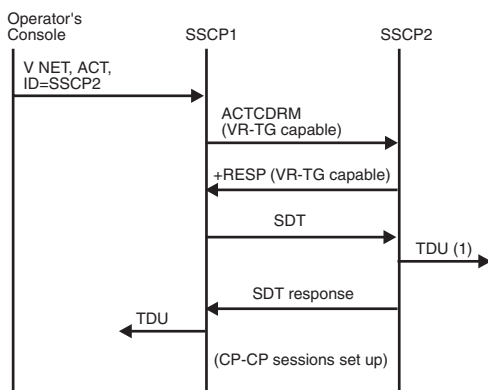 Operator's
Console
SSCP1
SSCP2
V NET, ACT,
ID=SSCP2
ACTCDRM
(VR-TG capable)
+RESP (VR-TG capable)
SDT
TDU (1)
SDT response
TDU
(CP-CP sessions set up)